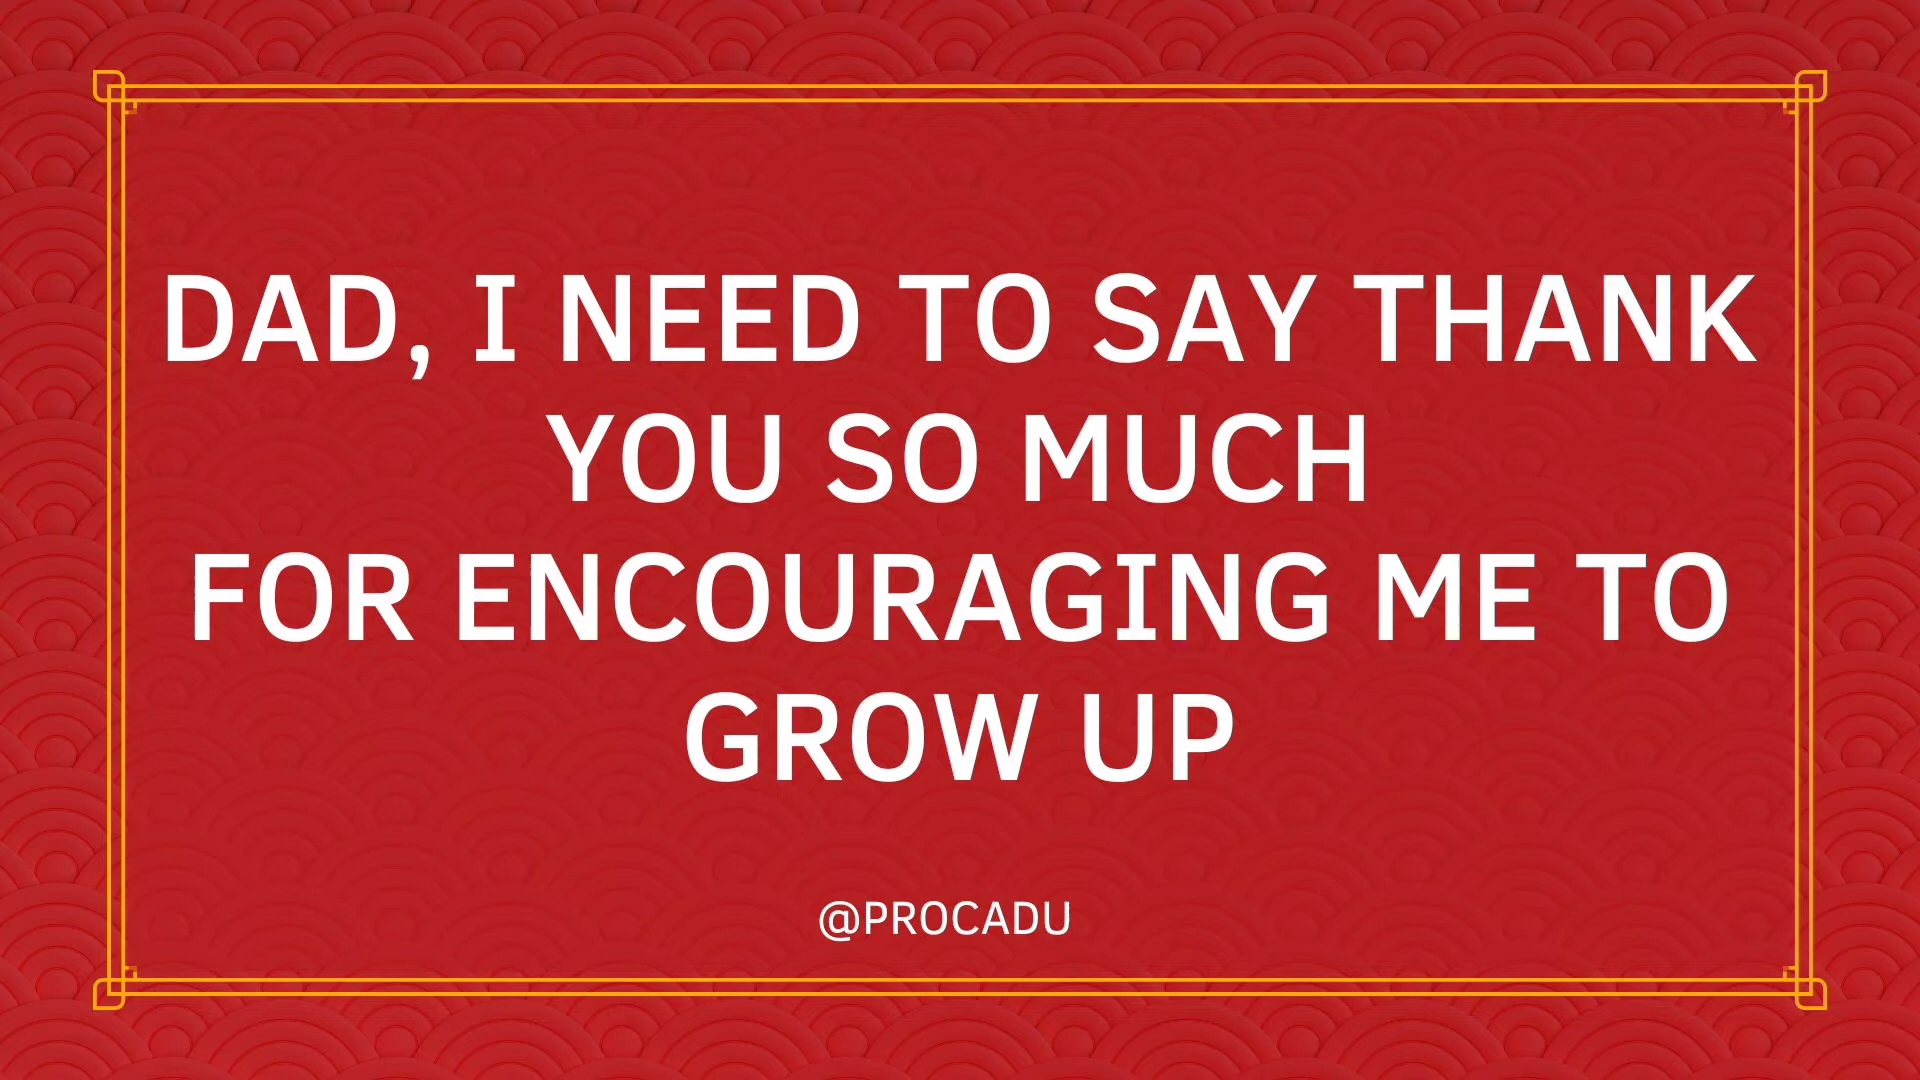 DAD, I NEED TO SAY THANK
YOU SO MUCH
FOR ENCOURAGING ME TO
GROW UP
@PROCADU